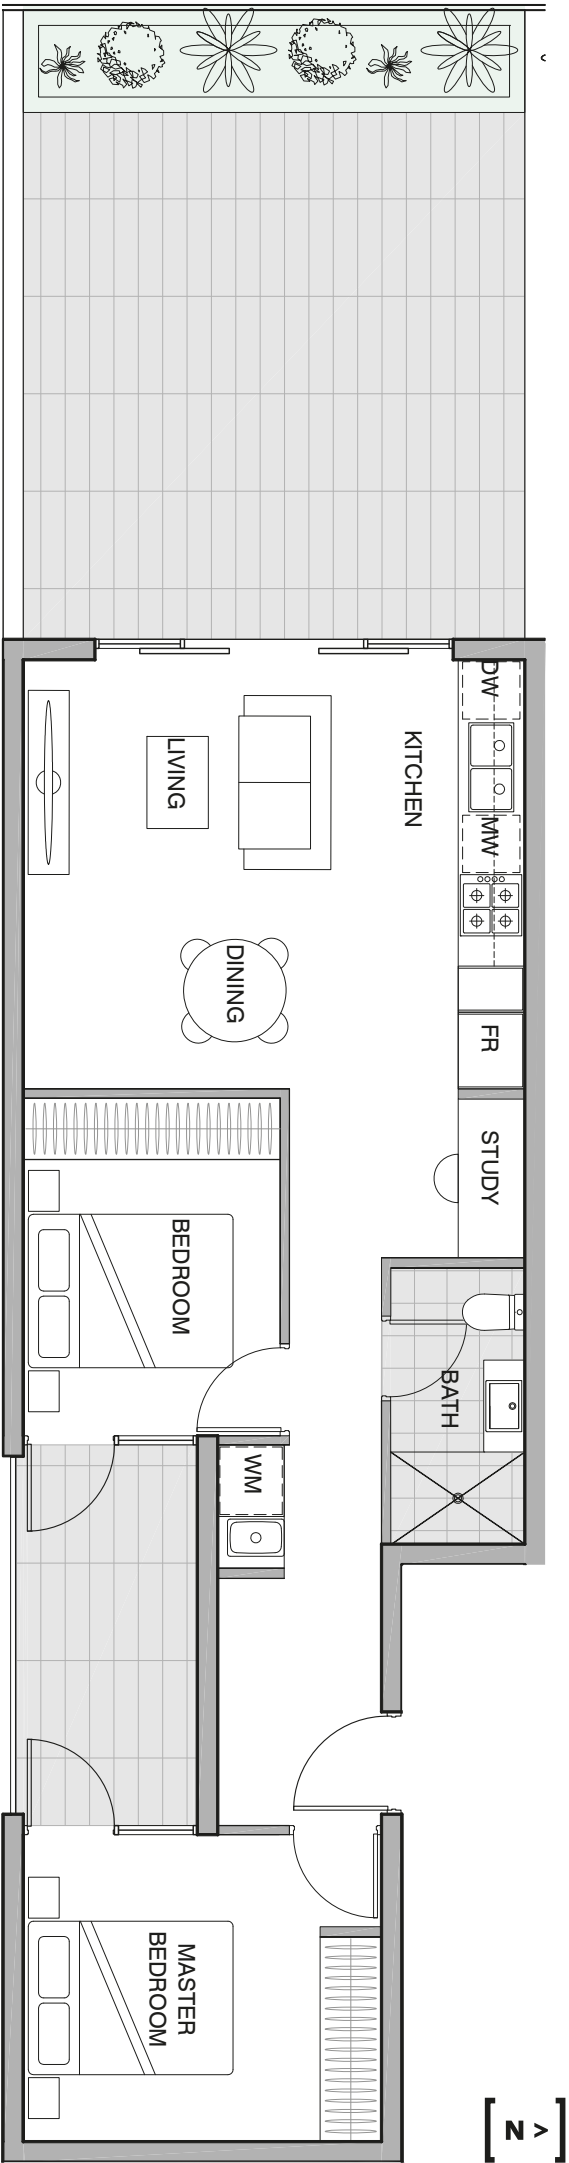 DW
KITCHEN
LIVING
MW
DINING
FR
STUDY
BEDROOM
BATH
WM
MASTER
BEDROOM
[N >]